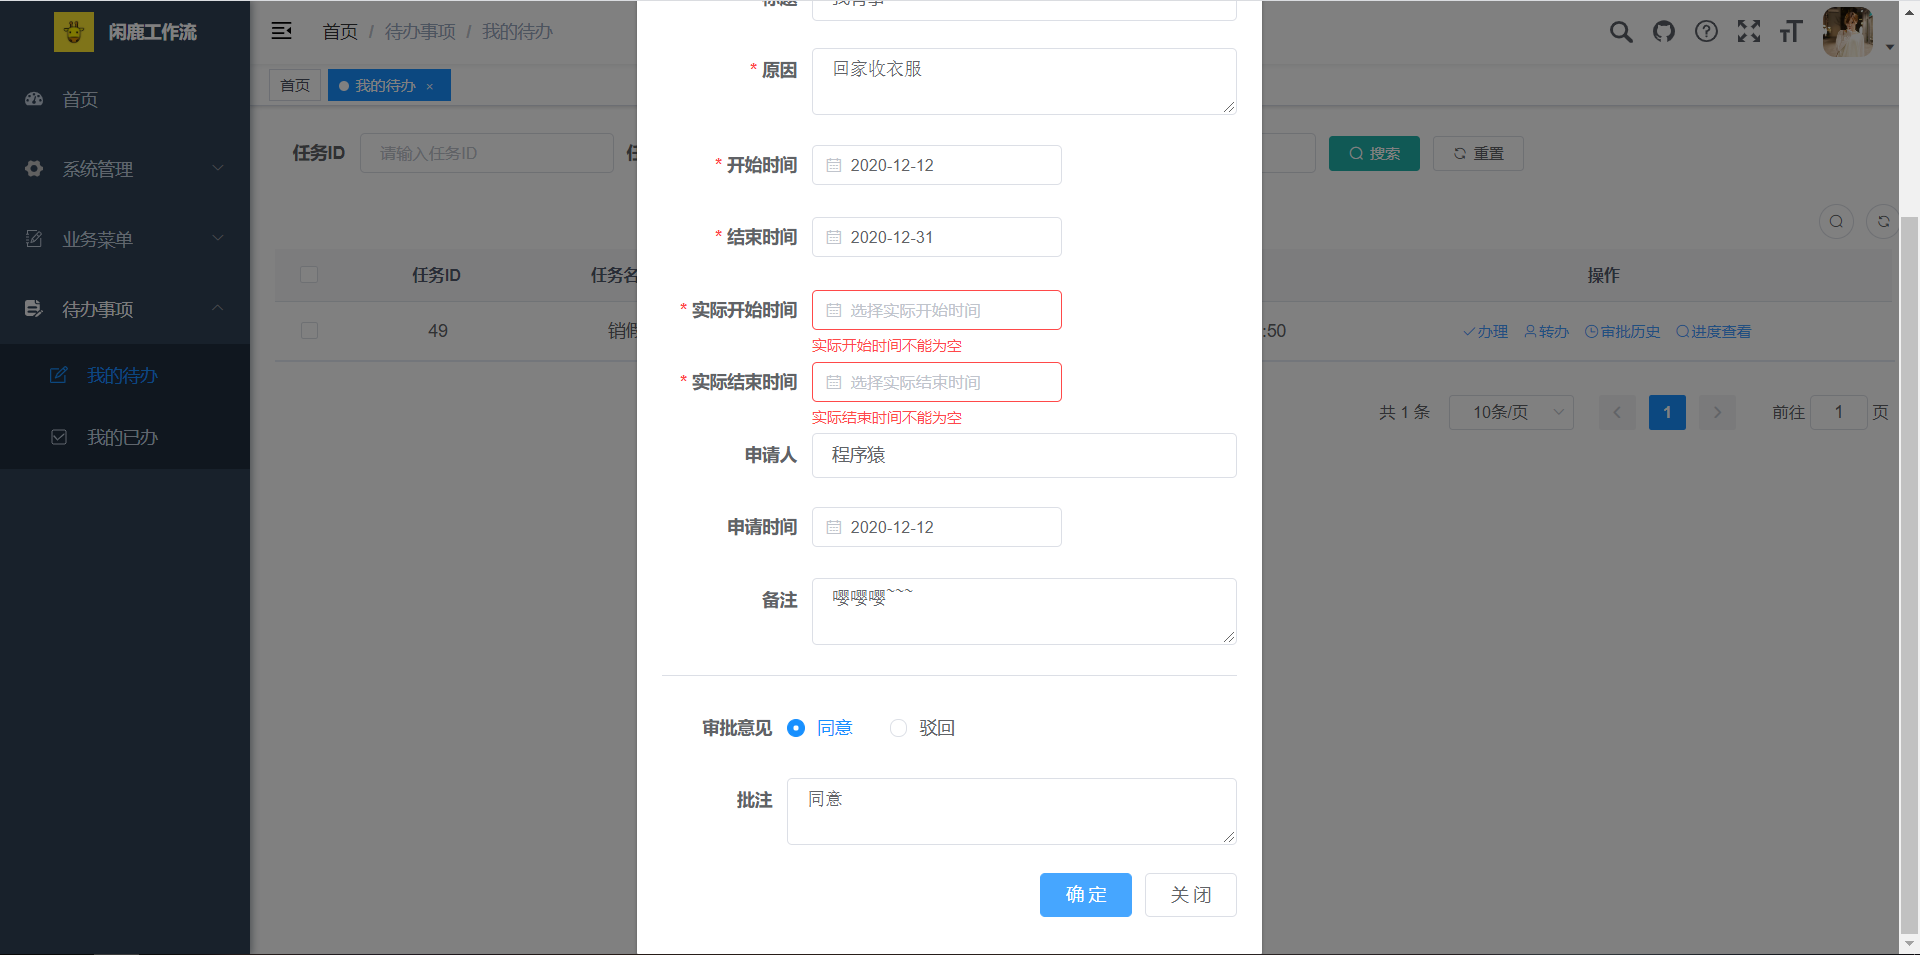 闲鹿工作流
首页
系统管理
业务菜单
待办事项
我的待办
我的已办
首页 / 待办事项 / 我的待办
首页
我的待办 ×
任务ID
请输入任务ID
搜索
重置
任务ID
任务名
操作
49
销假
:50
办理
转办
审批历史
进度查看
共 1 条
10条/页
1
前往
1
页
标题
我有事
* 原因
回家收衣服
* 开始时间
2020-12-12
* 结束时间
2020-12-31
* 实际开始时间
选择实际开始时间
实际开始时间不能为空
* 实际结束时间
选择实际结束时间
实际结束时间不能为空
申请人
程序猿
申请时间
2020-12-12
备注
嘤嘤嘤~~~
审批意见
同意
驳回
批注
同意
确 定
关 闭